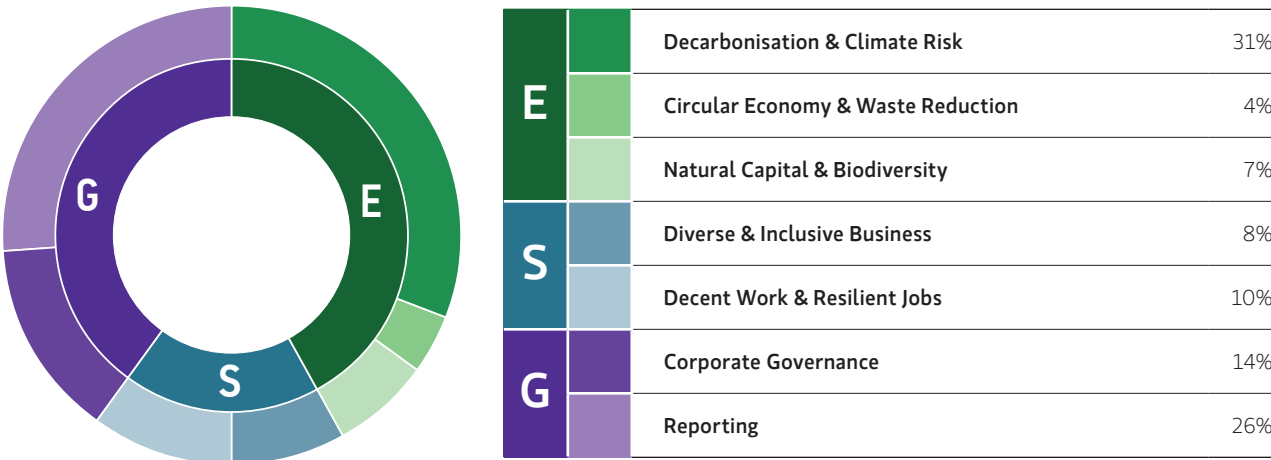 G
E
S
E
Decarbonisation & Climate Risk 31%
Circular Economy & Waste Reduction 4%
Natural Capital & Biodiversity 7%
S
Diverse & Inclusive Business 8%
Decent Work & Resilient Jobs 10%
G
Corporate Governance 14%
Reporting 26%